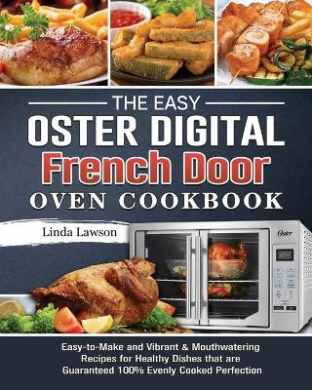 THE EASY
OSTER DIGITAL
French Door
OVEN COOKBOOK
Linda Lawson
Oster
Easy-to-Make and Vibrant & Mouthwatering
Recipes for Healthy Dishes that are
Guaranteed 100% Evenly Cooked Perfection